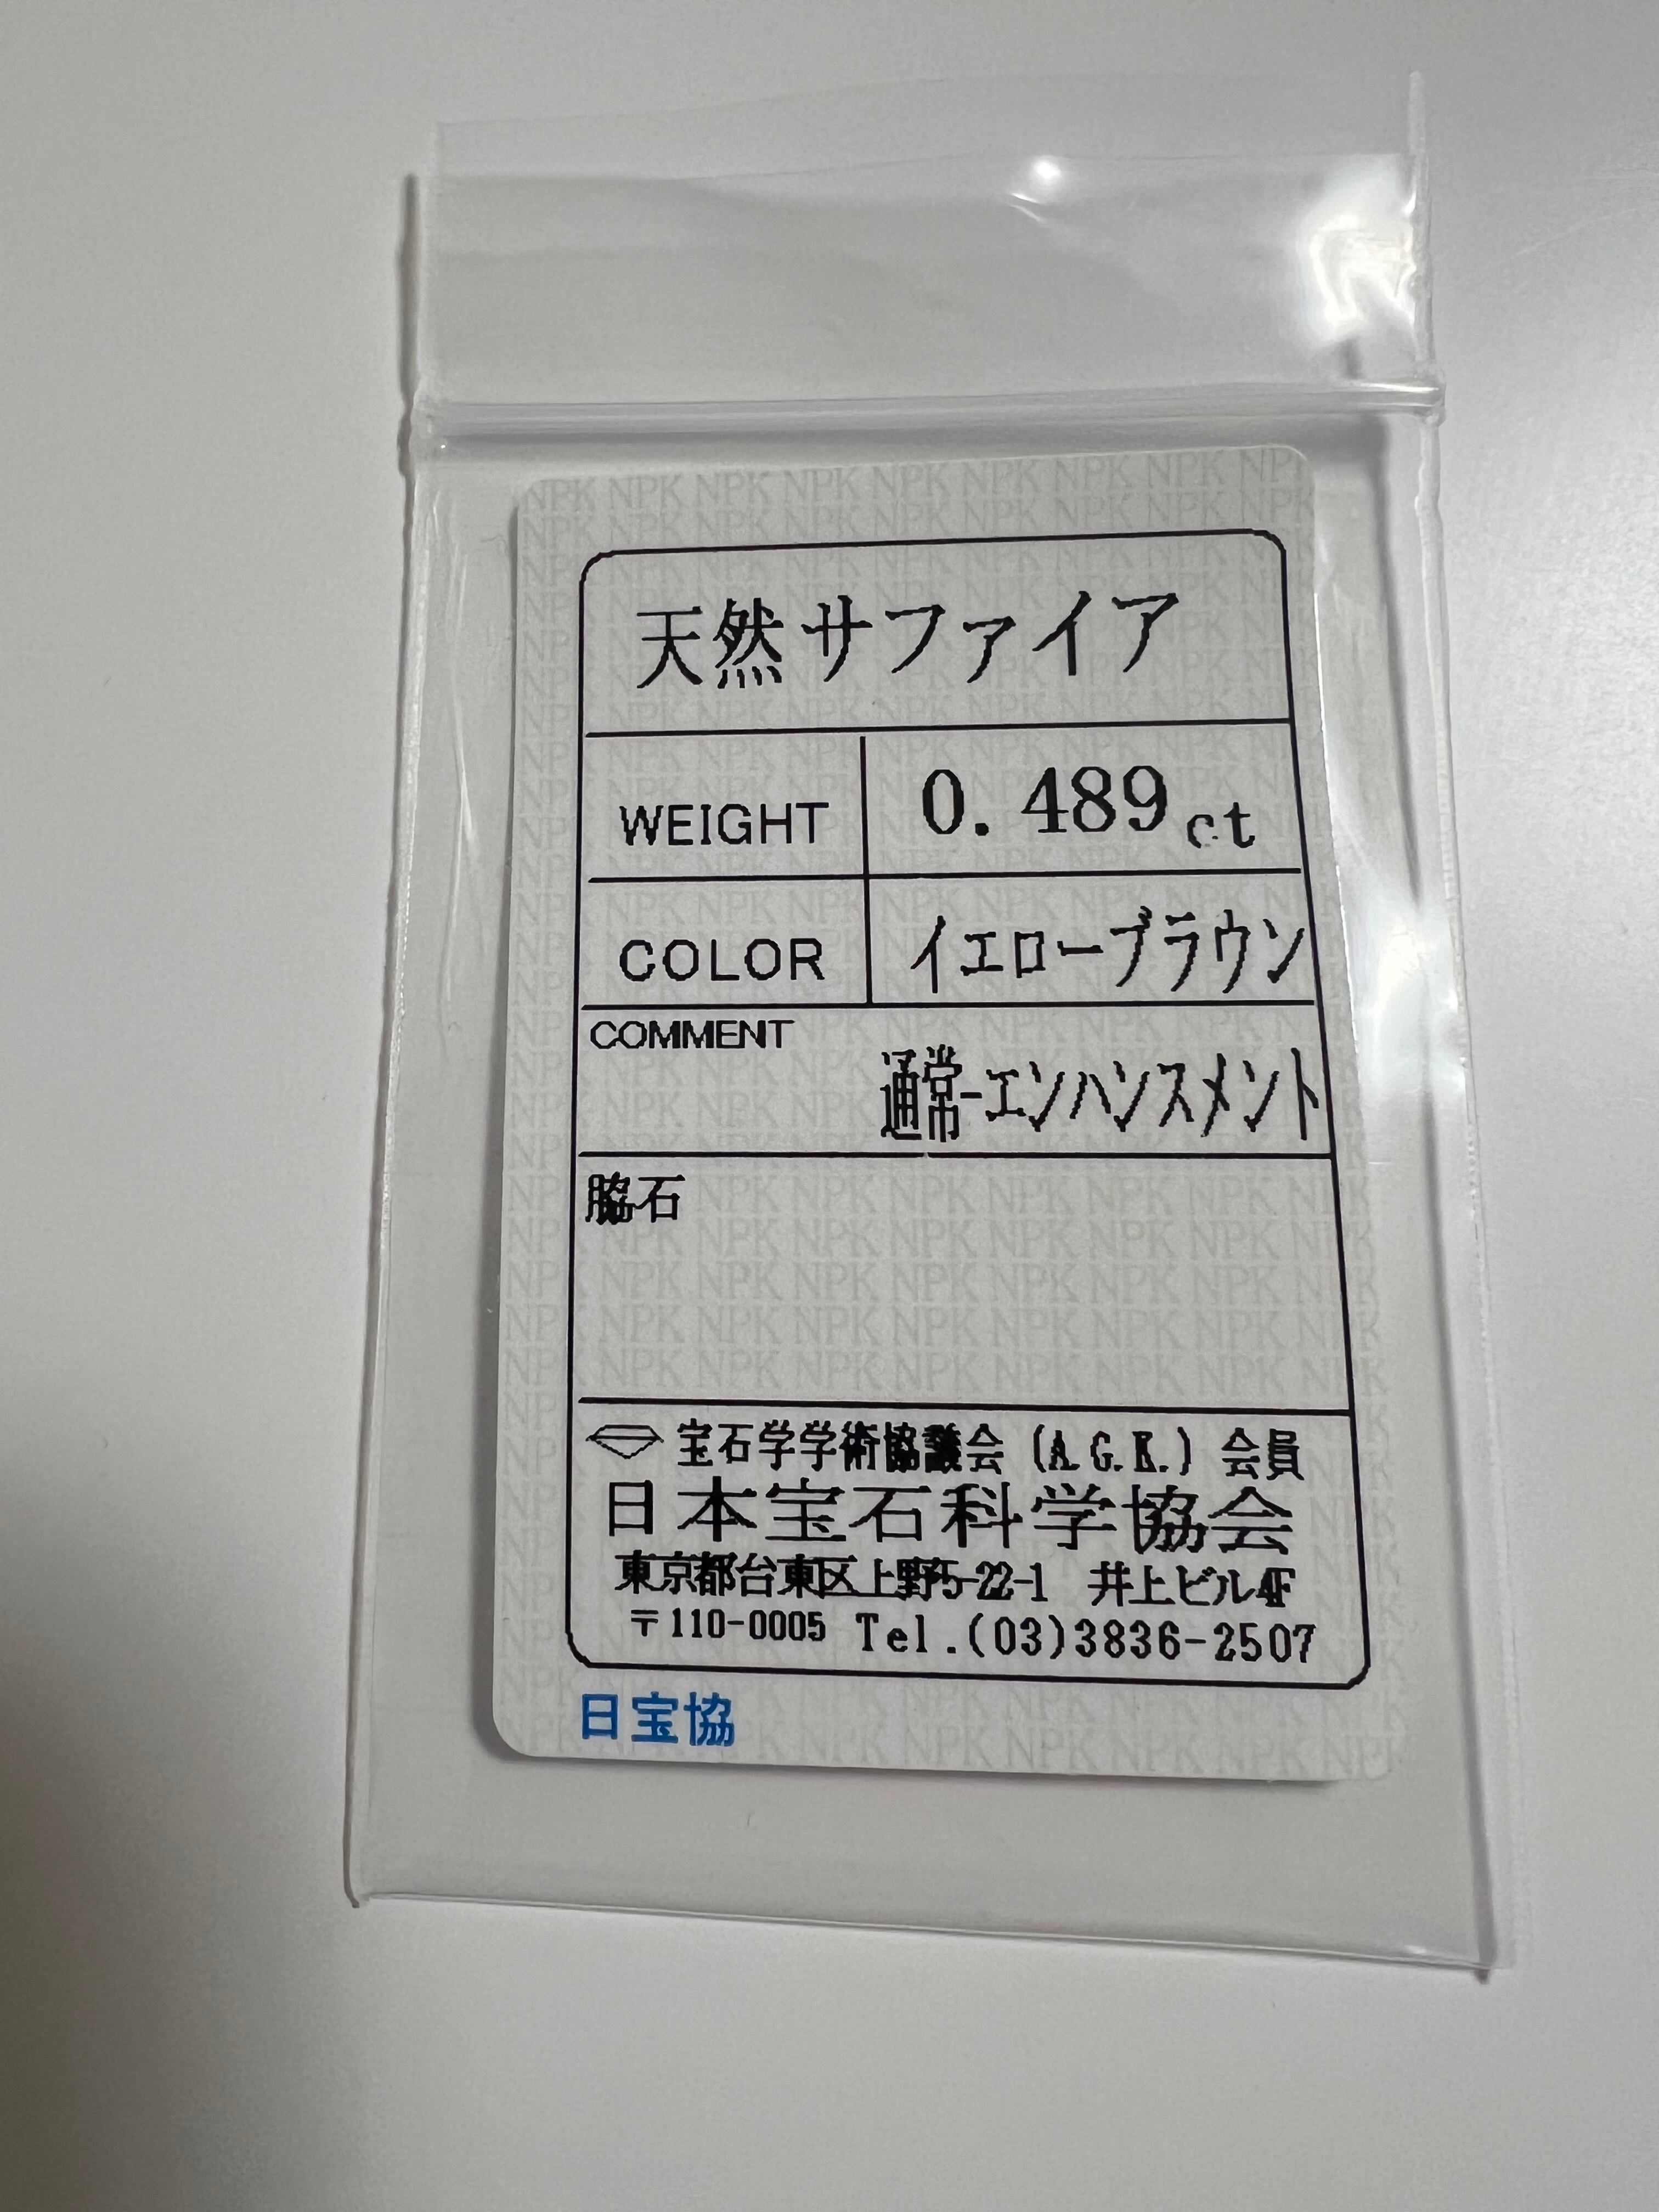 天然サファイア
WEIGHT 0.489ct
COLOR イエローブラウン
COMMENT
通常-エンハンスメント
脇石
宝石学学術協議会 (A.G.K.) 会員
日本宝石科学協会
東京都台東区上野5-22-1 井上ビル4F
〒110-0005 Tel.(03)3836-2507
日宝協